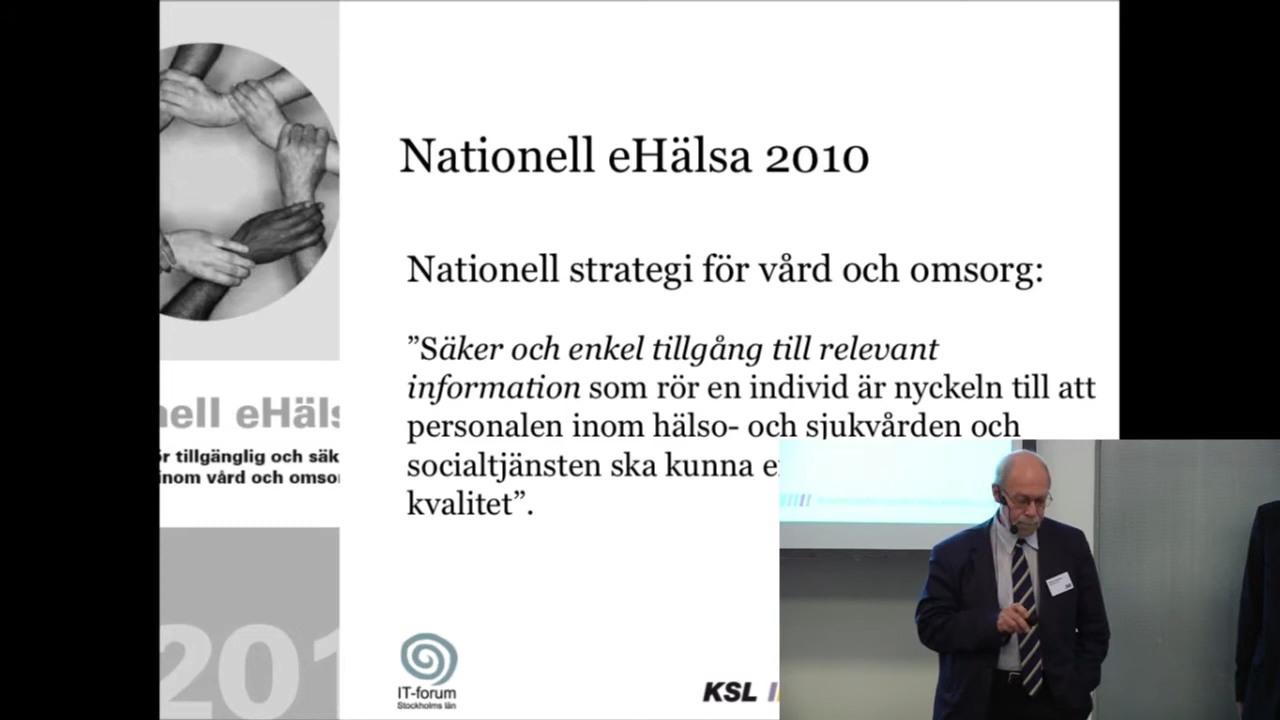 Nationell eHälsa 2010
Nationell strategi för vård och omsorg:
”Säker och enkel tillgång till relevant
information som rör en individ är nyckeln till att
personalen inom hälso- och sjukvården och
socialtjänsten ska kunna
kvalitet”.
nell eHäls
r tillgänglig och säk
inom vård och omso
201
IT-forum
Stockholms län
KSL